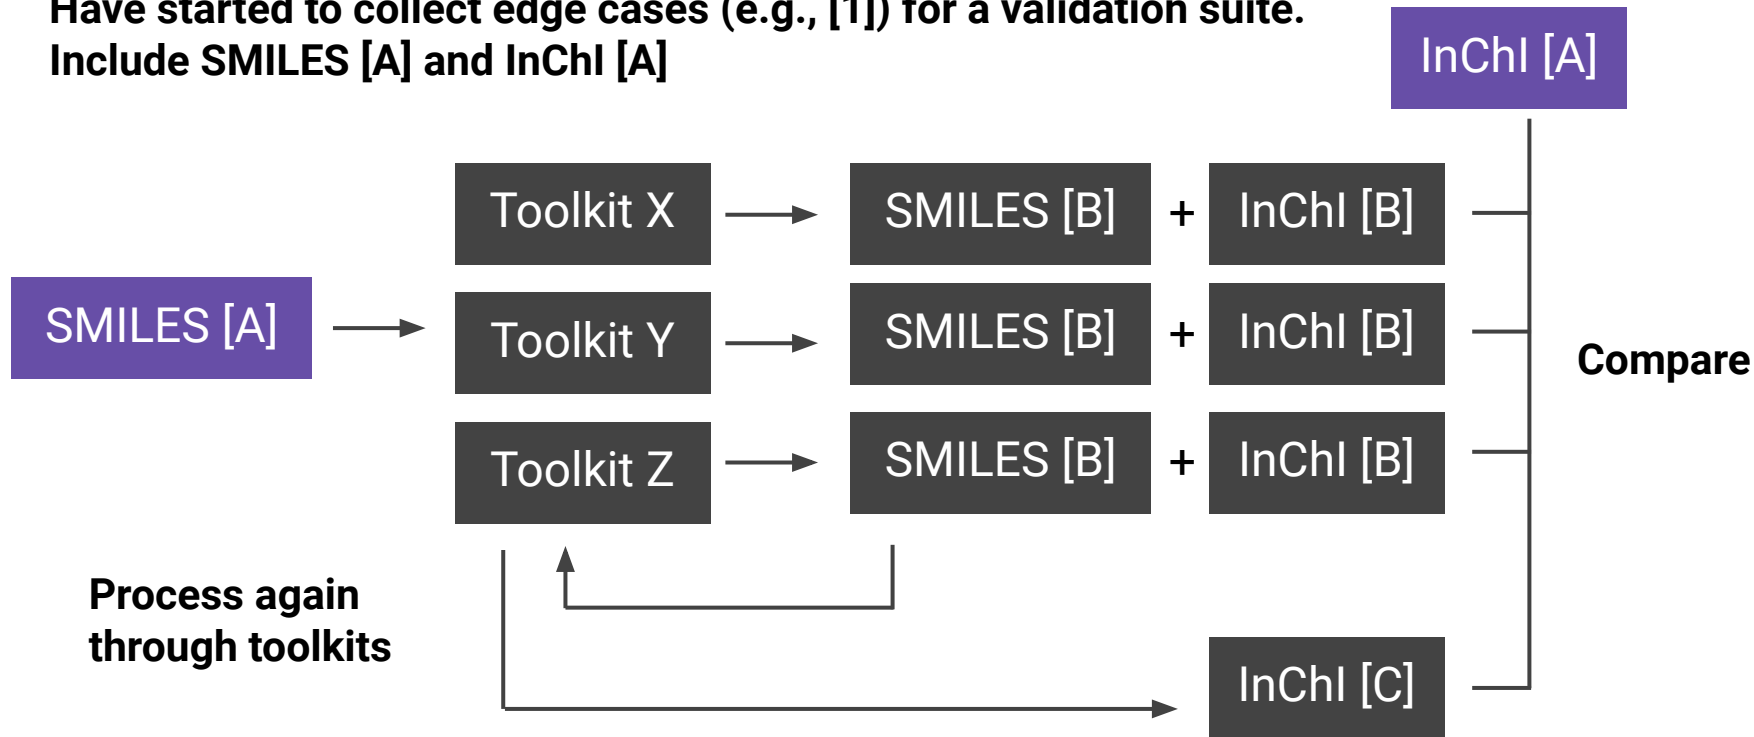 Have started to collect edge cases (e.g., [1]) for a validation suite.
Include SMILES [A] and InChI [A]
InChI [A]
Toolkit X
SMILES [B]
+
InChI [B]
SMILES [A]
Toolkit Y
SMILES [B]
+
InChI [B]
Compare
Toolkit Z
SMILES [B]
+
InChI [B]
Process again
through toolkits
InChI [C]